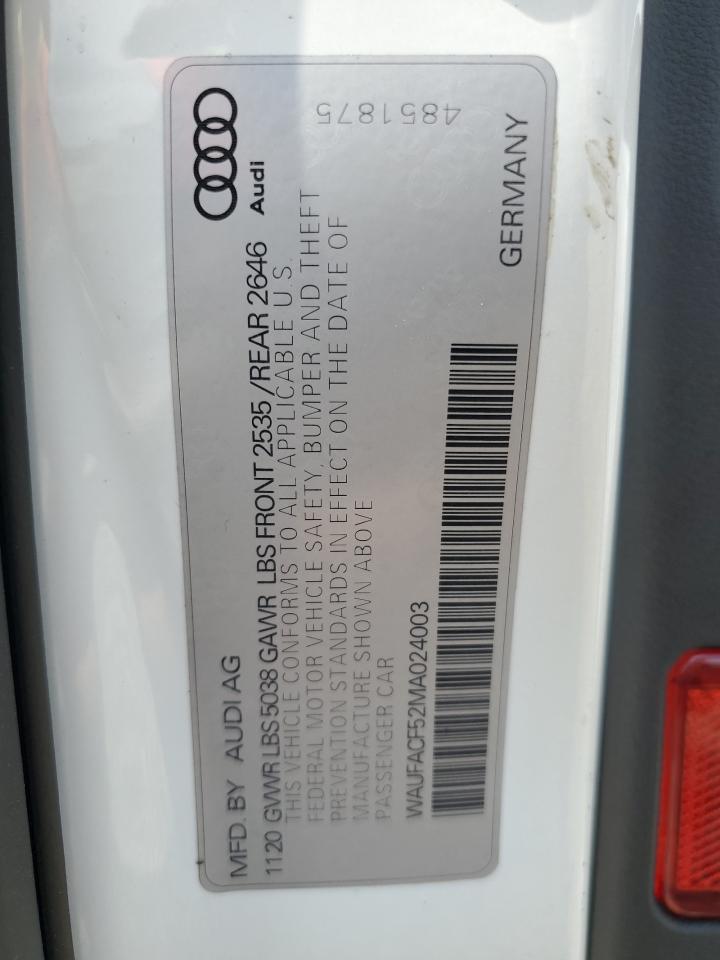 MFD. BY AUDI AG
Audi
1120 GVWR LBS 5038 GAWR LBS FRONT 2535 /REAR 2646
THIS VEHICLE CONFORMS TO ALL APPLICABLE U.S.
FEDERAL MOTOR VEHICLE SAFETY, BUMPER AND THEFT
PREVENTION STANDARDS IN EFFECT ON THE DATE OF
MANUFACTURE SHOWN ABOVE
4851875
PASSENGER CAR
WAUFACF52MA024003
GERMANY